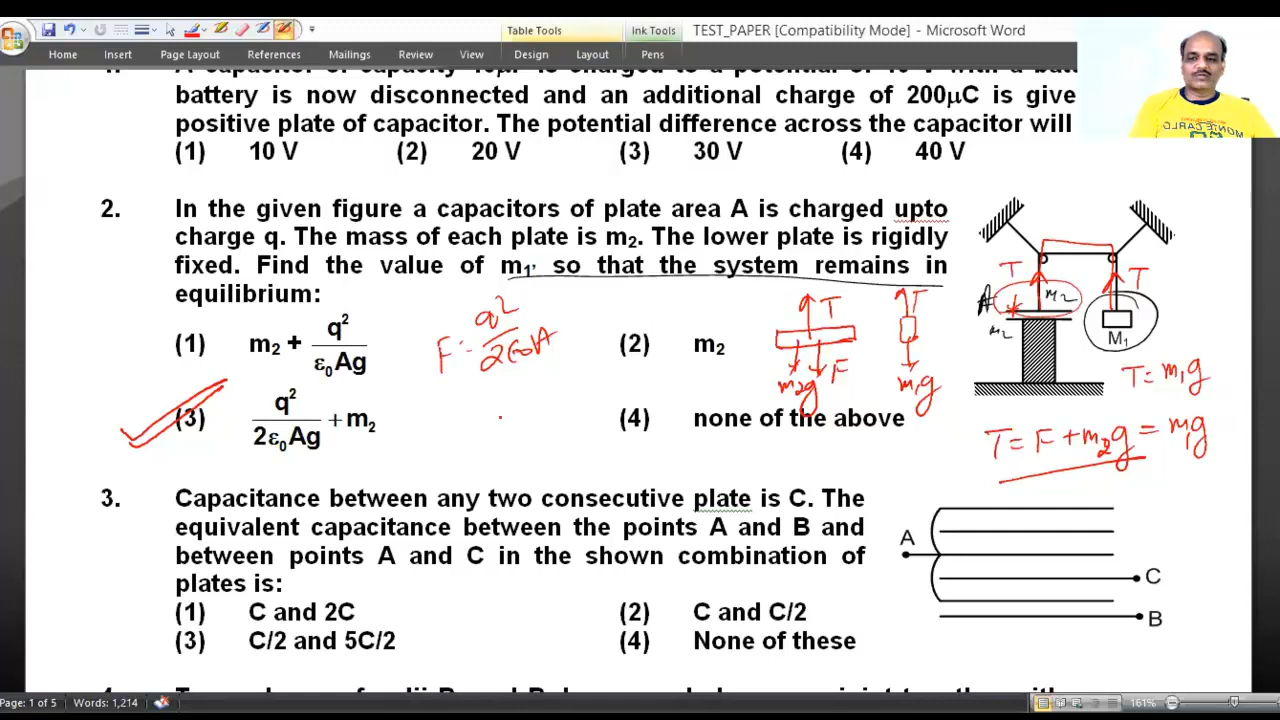 Table Tools
Ink Tools
TEST_PAPER [Compatibility Mode] - Microsoft Word
Home Insert Page Layout References Mailings Review View Design Layout Pens
battery is now disconnected and an additional charge of 200μC is give
positive plate of capacitor. The potential difference across the capacitor will
(1) 10 V (2) 20 V (3) 30 V (4) 40 V
2. In the given figure a capacitors of plate area A is charged upto
charge q. The mass of each plate is m₂. The lower plate is rigidly
fixed. Find the value of m₁, so that the system remains in
equilibrium:
(1) m₂ + q²/ε₀Ag (2) m₂
(3) q²/2ε₀Ag + m₂ (4) none of the above
F = q²/2ε₀A
T
m₂g
F
T
m₁g
T
T
m₂
m₂
M₁
T = m₁g
T = F + m₂g = m₁g
3. Capacitance between any two consecutive plate is C. The
equivalent capacitance between the points A and B and
between points A and C in the shown combination of
plates is:
(1) C and 2C (2) C and C/2
(3) C/2 and 5C/2 (4) None of these
A
C
B
Page: 1 of 5 Words: 1,214 161%